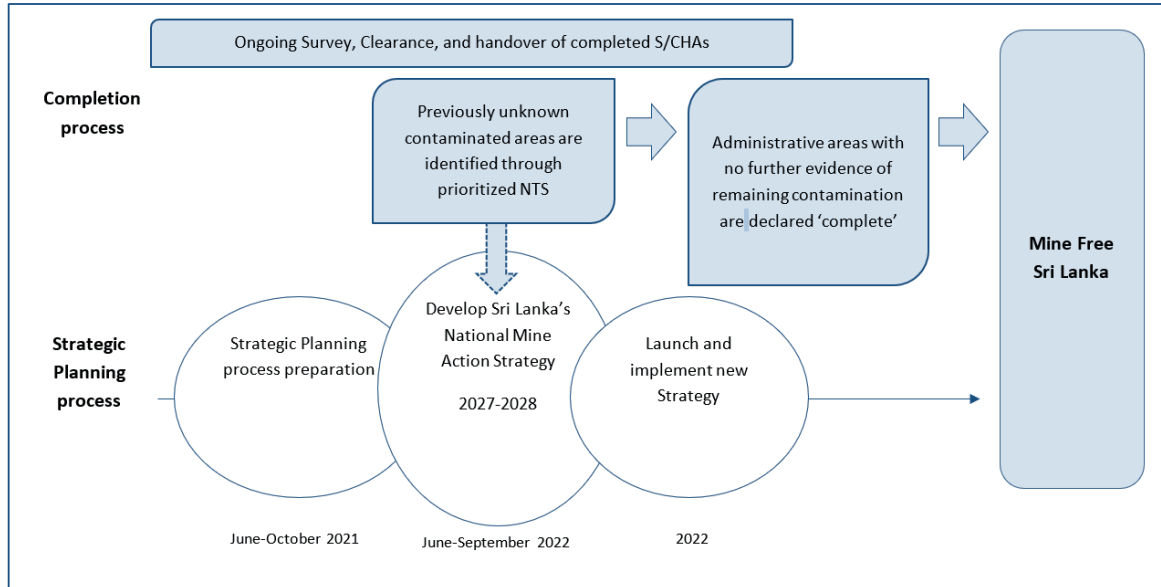 Ongoing Survey, Clearance, and handover of completed S/CHAs
Completion
process
Previously unknown
contaminated areas are
identified through
prioritized NTS
Administrative areas with
no further evidence of
remaining contamination
are declared ‘complete’
Mine Free
Sri Lanka
Strategic
Planning
process
Strategic Planning
process preparation
Develop Sri Lanka’s
National Mine
Action Strategy
2027-2028
Launch and
implement new
Strategy
June-October 2021
June-September 2022
2022